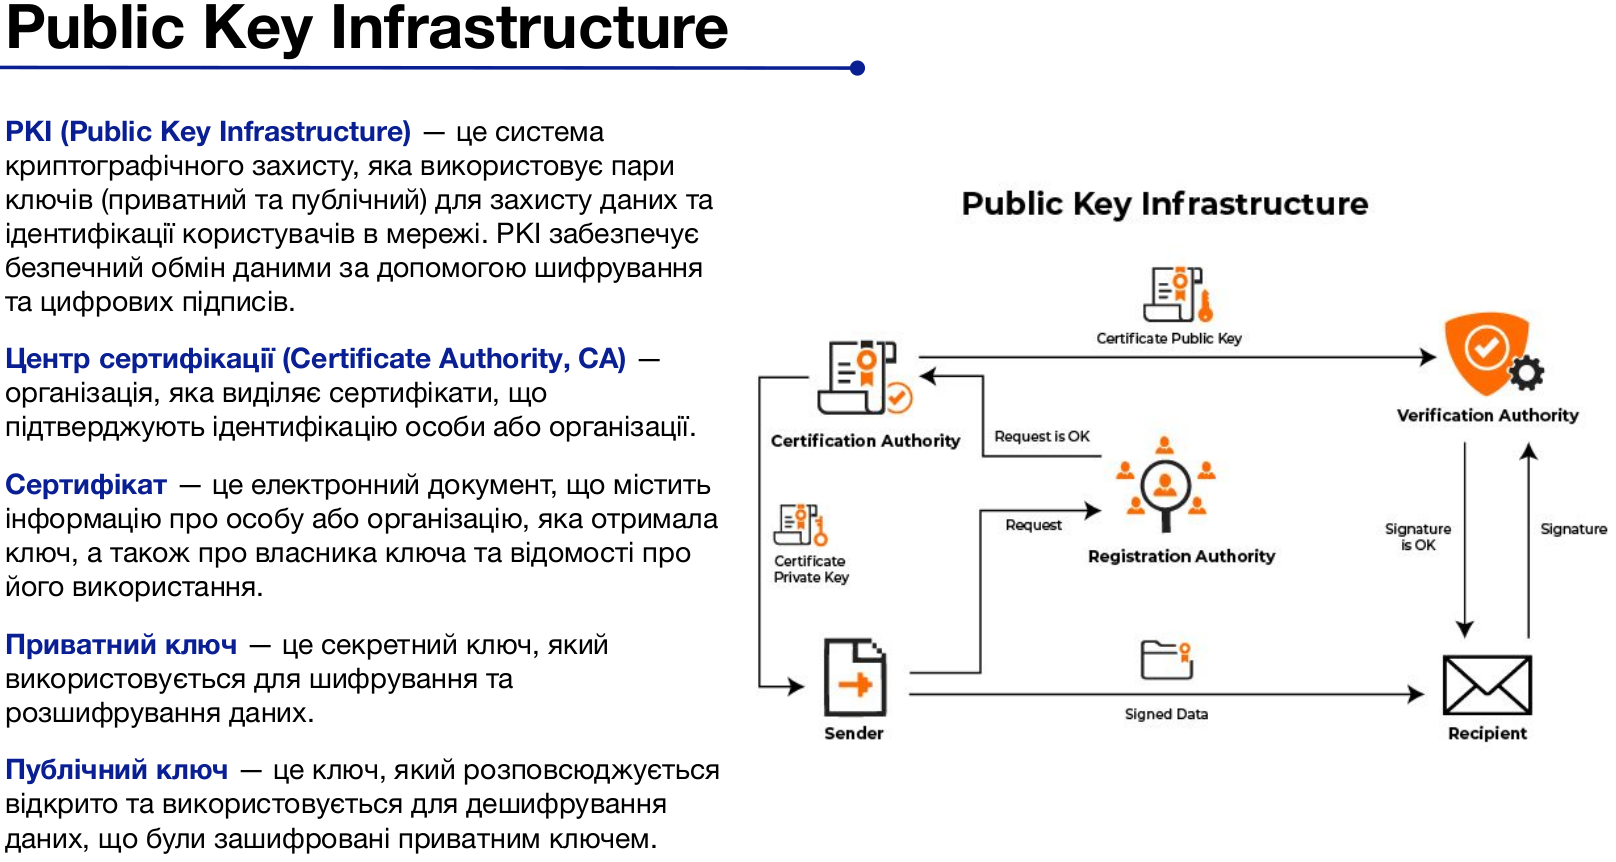 Public Key Infrastructure
PKI (Public Key Infrastructure) — це система
криптографічного захисту, яка використовує пари
ключів (приватний та публічний) для захисту даних та
ідентифікації користувачів в мережі. PKI забезпечує
безпечний обмін даними за допомогою шифрування
та цифрових підписів.
Центр сертифікації (Certificate Authority, CA) —
організація, яка виділяє сертифікати, що
підтверджують ідентифікацію особи або організації.
Сертифікат — це електронний документ, що містить
інформацію про особу або організацію, яка отримала
ключ, а також про власника ключа та відомості про
його використання.
Приватний ключ — це секретний ключ, який
використовується для шифрування та
розшифрування даних.
Публічний ключ — це ключ, який розповсюджується
відкрито та використовується для дешифрування
даних, що були зашифровані приватним ключем.
Public Key Infrastructure
Certificate Public Key
Verification Authority
Certification Authority
Request is OK
Request
Registration Authority
Certificate
Private Key
Signature
is OK
Signature
Signed Data
Sender
Recipient